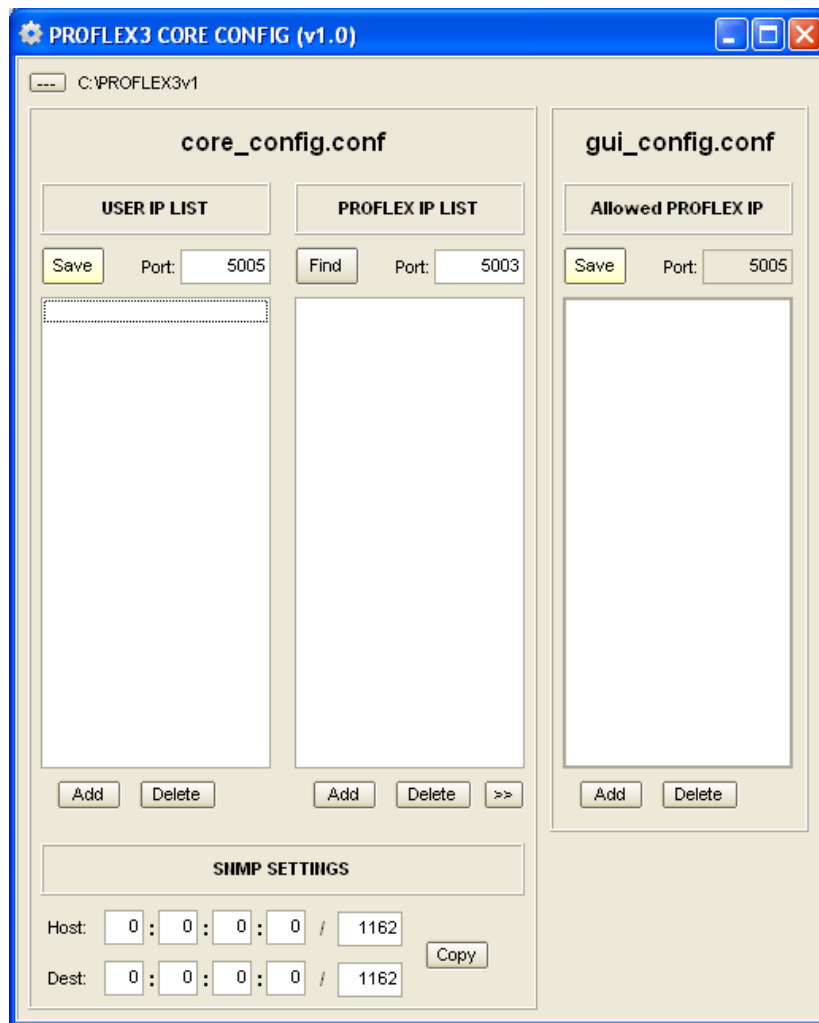 PROFLEX3 CORE CONFIG (v1.0)
--- C:\PROFLEX3v1
core_config.conf
gui_config.conf
USER IP LIST
PROFLEX IP LIST
Allowed PROFLEX IP
Save Port: 5005
Find Port: 5003
Save Port: 5005
Add Delete
Add Delete >>
Add Delete
SNMP SETTINGS
Host: 0 : 0 : 0 : 0 / 1162
Copy
Dest: 0 : 0 : 0 : 0 / 1162